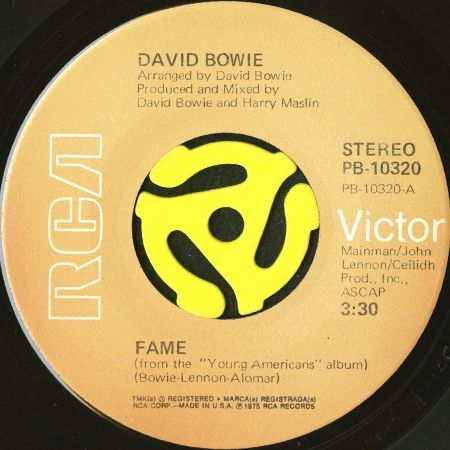 DAVID BOWIE
Arranged by David Bowie
Produced and Mixed by
David Bowie and Harry Maslin
RCA
STEREO
PB-10320
PB-10320-A
Victor
Mainman/John
Lennon/Ceilidh
Prod., Inc.,
ASCAP
3:30
FAME
(from the "Young Americans" album)
(Bowie-Lennon-Alomar)
TMK(s) ® REGISTERED • MARCA(s) REGISTRADA(s)
RCA CORP.—MADE IN U.S.A. ℗ 1975 RCA RECORDS